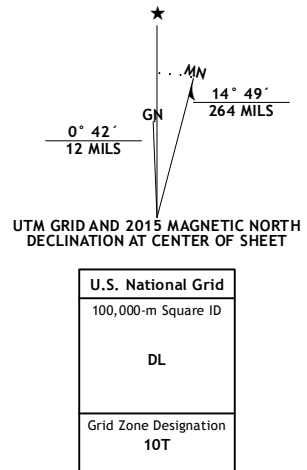 ★
MN
GN
14° 49´
264 MILS
0° 42´
12 MILS
UTM GRID AND 2015 MAGNETIC NORTH
DECLINATION AT CENTER OF SHEET
U.S. National Grid
100,000-m Square ID
DL
Grid Zone Designation
10T